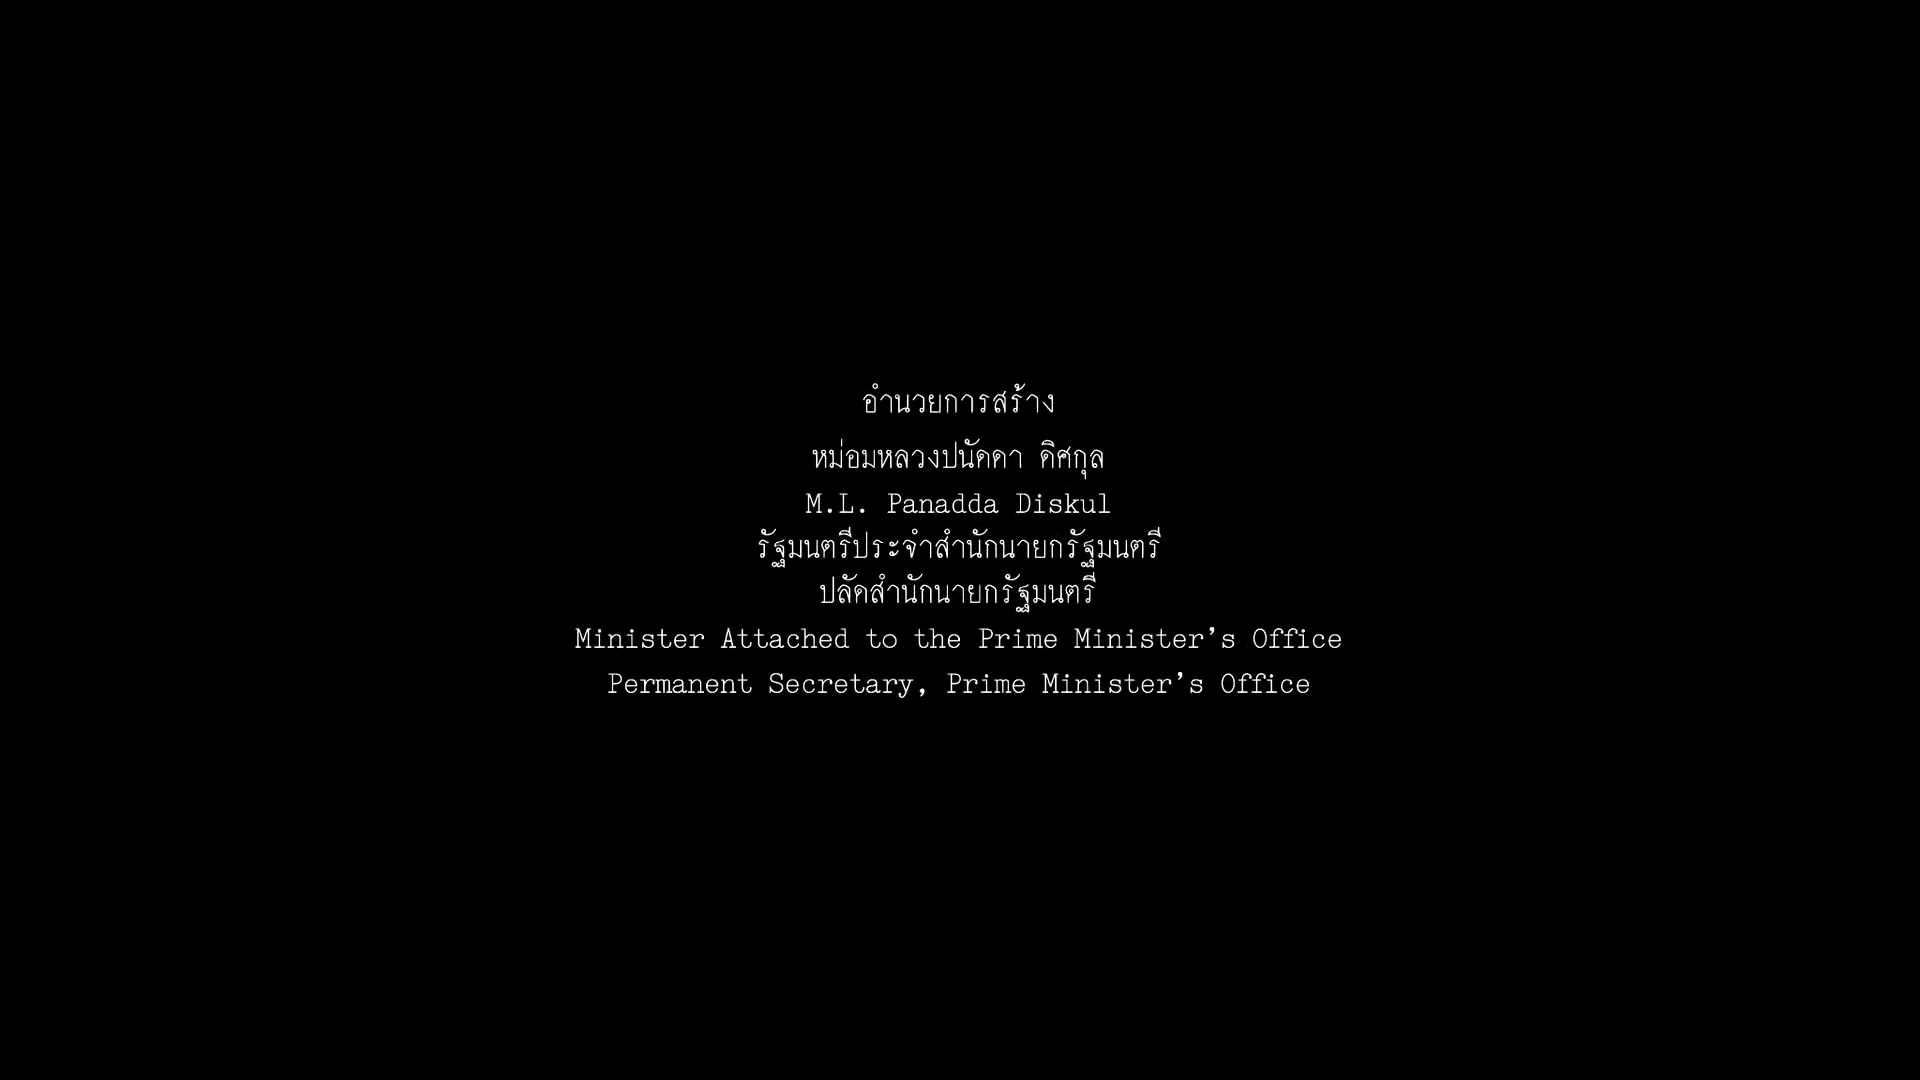 อำนวยการสร้าง
หม่อมหลวงปนัดดา ดิศกุล
M.L. Panadda Diskul
รัฐมนตรีประจำสำนักนายกรัฐมนตรี
ปลัดสำนักนายกรัฐมนตรี
Minister Attached to the Prime Minister’s Office
Permanent Secretary, Prime Minister’s Office